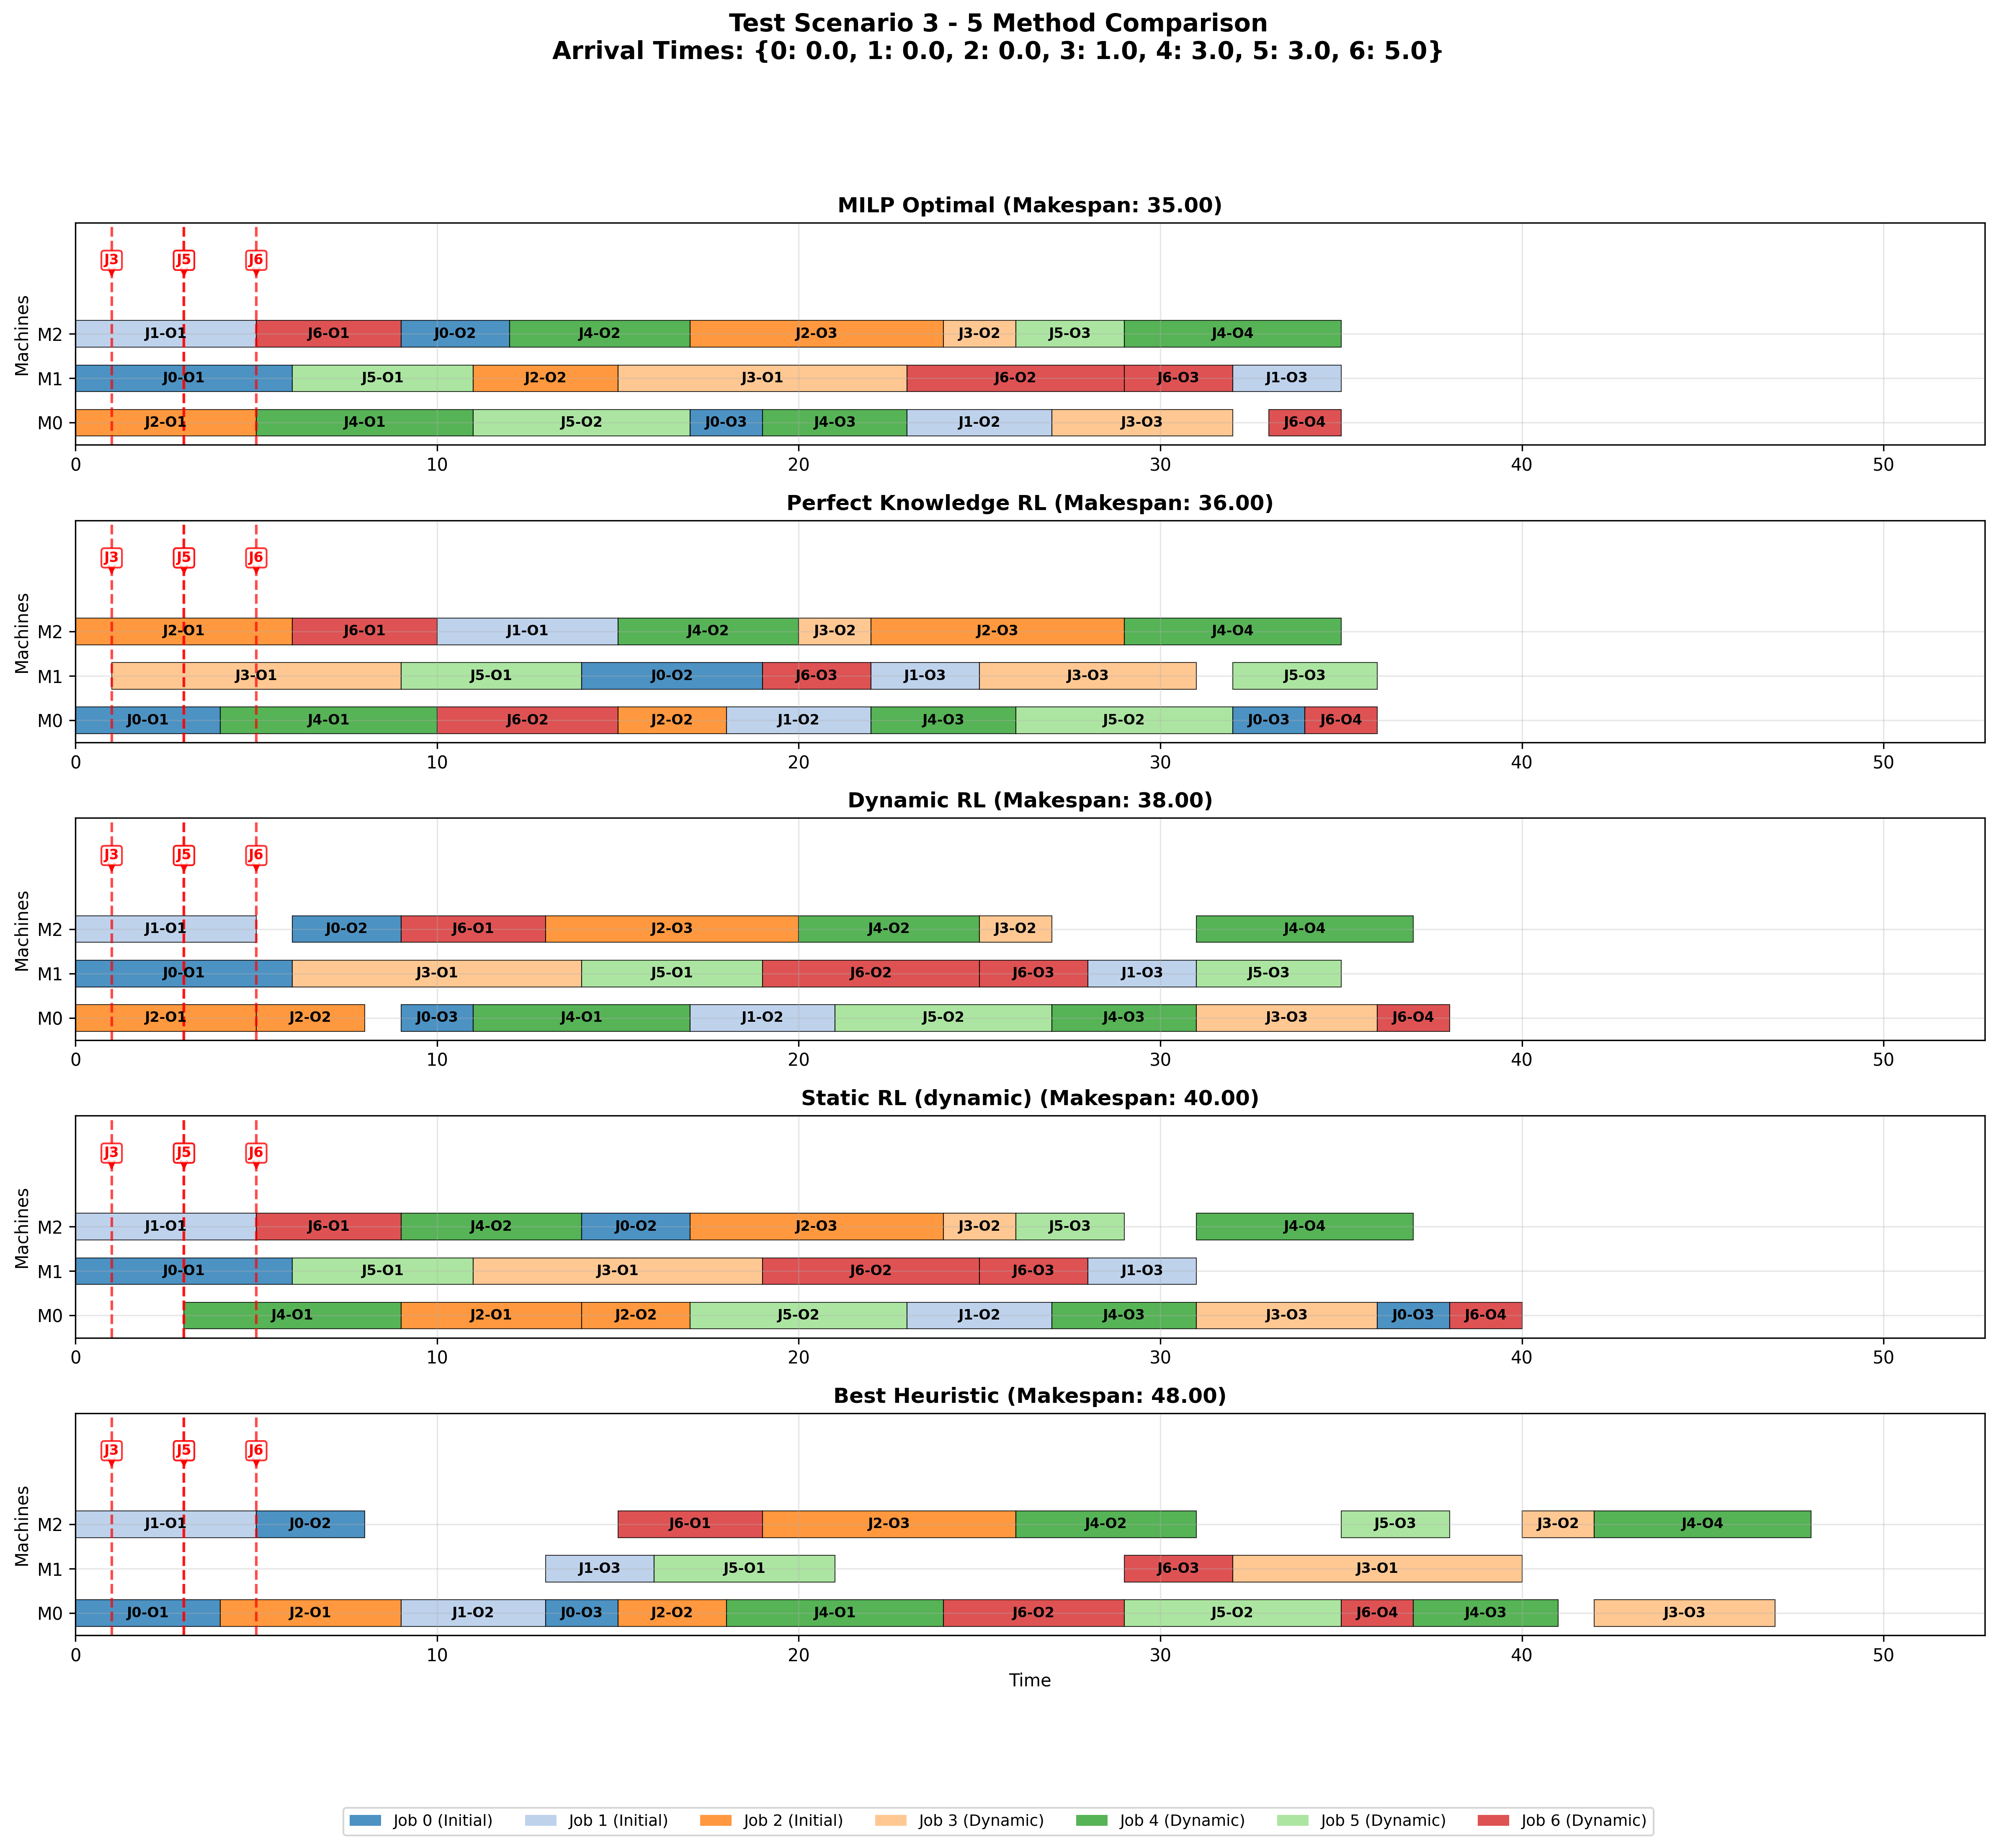 Test Scenario 3 - 5 Method Comparison
Arrival Times: {0: 0.0, 1: 0.0, 2: 0.0, 3: 1.0, 4: 3.0, 5: 3.0, 6: 5.0}
MILP Optimal (Makespan: 35.00)
J3 J5 J6
Machines
M2 J1-O1 J6-O1 J0-O2 J4-O2 J2-O3 J3-O2 J5-O3 J4-O4
M1 J0-O1 J5-O1 J2-O2 J3-O1 J6-O2 J6-O3 J1-O3
M0 J2-O1 J4-O1 J5-O2 J0-O3 J4-O3 J1-O2 J3-O3 J6-O4
0 10 20 30 40 50
Perfect Knowledge RL (Makespan: 36.00)
J3 J5 J6
Machines
M2 J2-O1 J6-O1 J1-O1 J4-O2 J3-O2 J2-O3 J4-O4
M1 J3-O1 J5-O1 J0-O2 J6-O3 J1-O3 J3-O3 J5-O3
M0 J0-O1 J4-O1 J6-O2 J2-O2 J1-O2 J4-O3 J5-O2 J0-O3 J6-O4
0 10 20 30 40 50
Dynamic RL (Makespan: 38.00)
J3 J5 J6
Machines
M2 J1-O1 J0-O2 J6-O1 J2-O3 J4-O2 J3-O2 J4-O4
M1 J0-O1 J3-O1 J5-O1 J6-O2 J6-O3 J1-O3 J5-O3
M0 J2-O1 J2-O2 J0-O3 J4-O1 J1-O2 J5-O2 J4-O3 J3-O3 J6-O4
0 10 20 30 40 50
Static RL (dynamic) (Makespan: 40.00)
J3 J5 J6
Machines
M2 J1-O1 J6-O1 J4-O2 J0-O2 J2-O3 J3-O2 J5-O3 J4-O4
M1 J0-O1 J5-O1 J3-O1 J6-O2 J6-O3 J1-O3
M0 J4-O1 J2-O1 J2-O2 J5-O2 J1-O2 J4-O3 J3-O3 J0-O3 J6-O4
0 10 20 30 40 50
Best Heuristic (Makespan: 48.00)
J3 J5 J6
Machines
M2 J1-O1 J0-O2 J6-O1 J2-O3 J4-O2 J5-O3 J3-O2 J4-O4
M1 J1-O3 J5-O1 J6-O3 J3-O1
M0 J0-O1 J2-O1 J1-O2 J0-O3 J2-O2 J4-O1 J6-O2 J5-O2 J6-O4 J4-O3 J3-O3
0 10 20 30 40 50
Time
Job 0 (Initial) Job 1 (Initial) Job 2 (Initial) Job 3 (Dynamic) Job 4 (Dynamic) Job 5 (Dynamic) Job 6 (Dynamic)